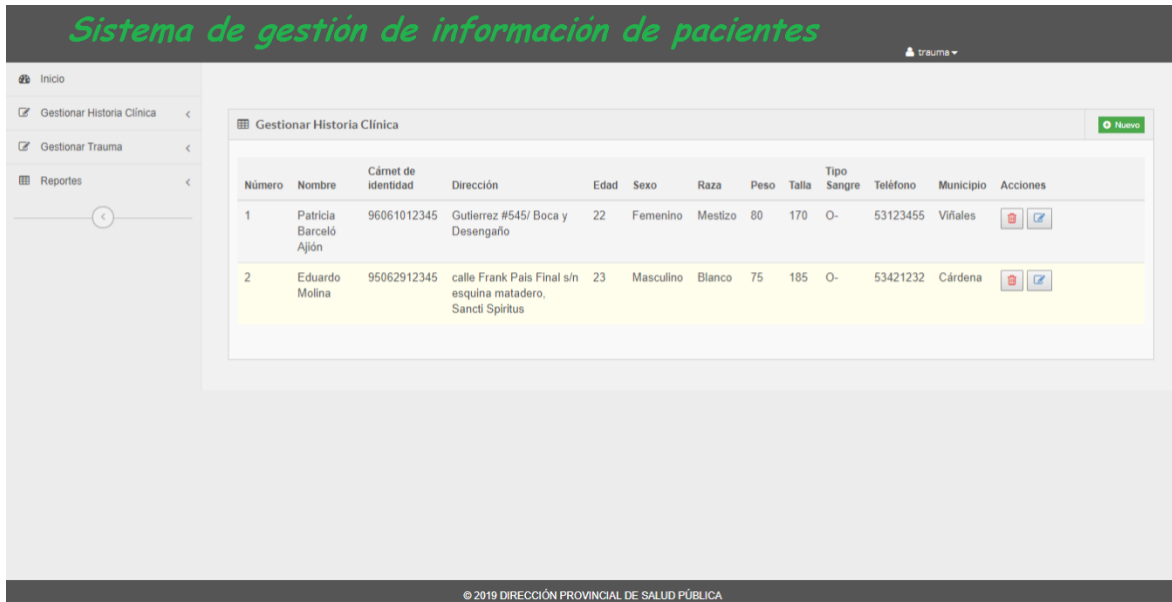 Sistema de gestión de información de pacientes
trauma
Inicio
Gestionar Historia Clínica
Gestionar Trauma
Reportes
Gestionar Historia Clínica
Nuevo
Número Nombre Cárnet de identidad Dirección Edad Sexo Raza Peso Talla Tipo Sangre Teléfono Municipio Acciones
1 Patricia Barceló Ajión 96061012345 Gutierrez #545/ Boca y Desengaño 22 Femenino Mestizo 80 170 O- 53123455 Viñales
2 Eduardo Molina 95062912345 calle Frank Pais Final s/n esquina matadero, Sancti Spiritus 23 Masculino Blanco 75 185 O- 53421232 Cárdena
© 2019 DIRECCIÓN PROVINCIAL DE SALUD PÚBLICA